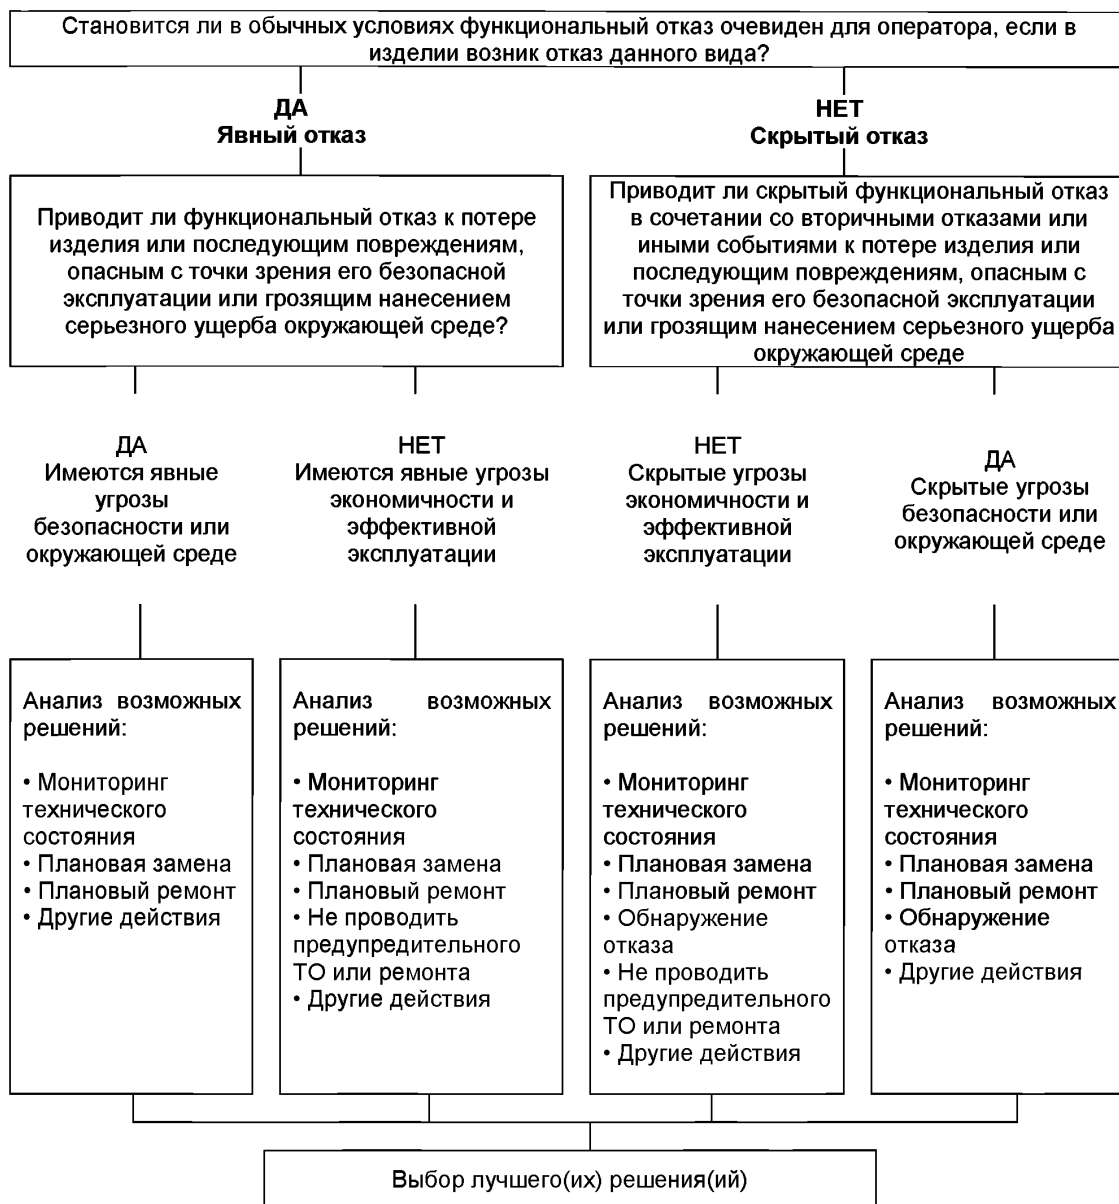 Становится ли в обычных условиях функциональный отказ очевиден для оператора, если в
изделии возник отказ данного вида?
ДА
Явный отказ
НЕТ
Скрытый отказ
Приводит ли функциональный отказ к потере
изделия или последующим повреждениям,
опасным с точки зрения его безопасной
эксплуатации или грозящим нанесением
серьезного ущерба окружающей среде?
Приводит ли скрытый функциональный отказ
в сочетании со вторичными отказами или
иными событиями к потере изделия или
последующим повреждениям, опасным с
точки зрения его безопасной эксплуатации
или грозящим нанесением серьезного ущерба
окружающей среде
ДА
Имеются явные
угрозы
безопасности или
окружающей среде
НЕТ
Имеются явные угрозы
экономичности и
эффективной
эксплуатации
НЕТ
Скрытые угрозы
экономичности и
эффективной
эксплуатации
ДА
Скрытые угрозы
безопасности или
окружающей среде
Анализ возможных
решений:
• Мониторинг
технического
состояния
• Плановая замена
• Плановый ремонт
• Другие действия
Анализ возможных
решений:
• Мониторинг
технического
состояния
• Плановая замена
• Плановый ремонт
• Не проводить
предупредительного
ТО или ремонта
• Другие действия
Анализ возможных
решений:
• Мониторинг
технического
состояния
• Плановая замена
• Плановый ремонт
• Обнаружение
отказа
• Не проводить
предупредительного
ТО или ремонта
• Другие действия
Анализ возможных
решений:
• Мониторинг
технического
состояния
• Плановая замена
• Плановый ремонт
• Обнаружение
отказа
• Другие действия
Выбор лучшего(их) решения(ий)